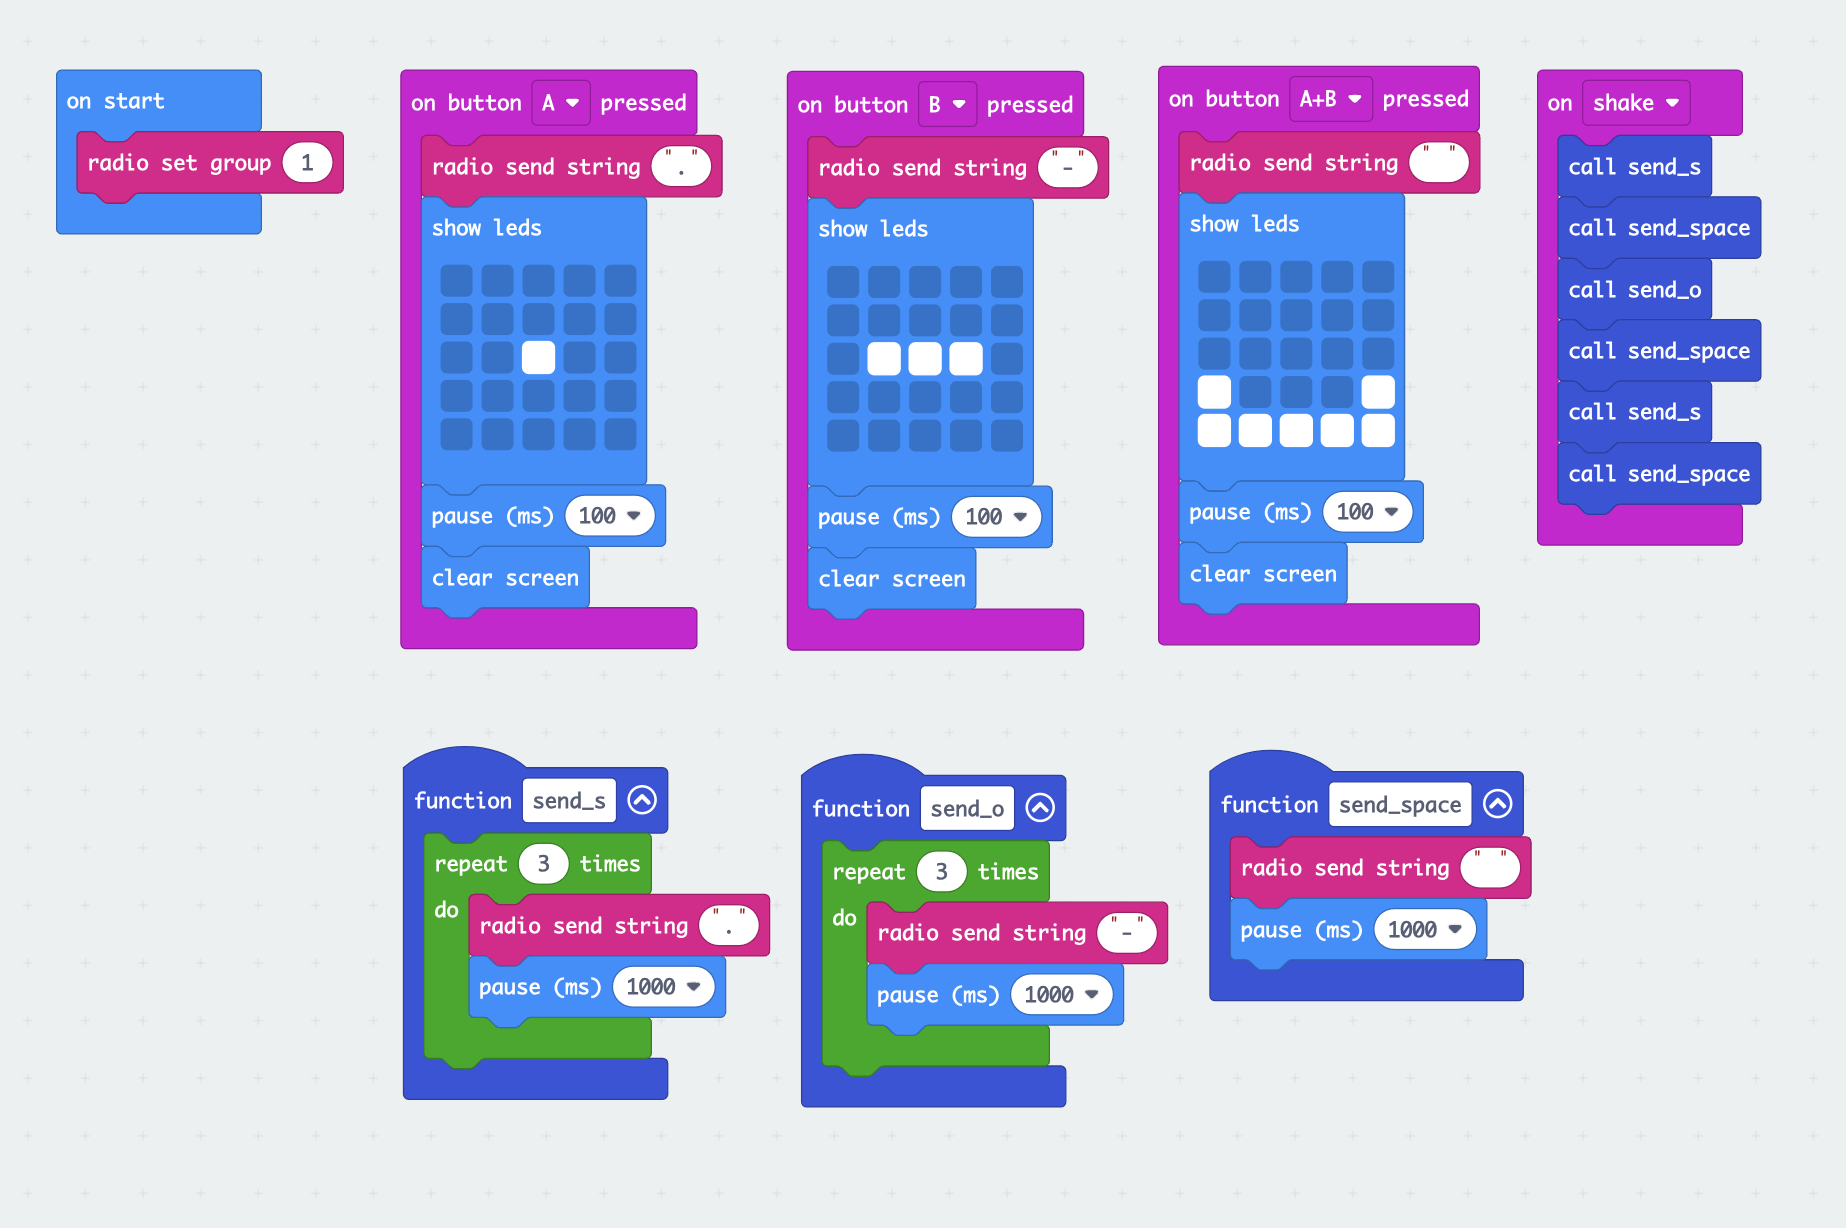 on start
radio set group 1
on button A pressed
radio send string "."
show leds
pause (ms) 100
clear screen
on button B pressed
radio send string "-"
show leds
pause (ms) 100
clear screen
on button A+B pressed
radio send string " "
show leds
pause (ms) 100
clear screen
on shake
call send_s
call send_space
call send_o
call send_space
call send_s
call send_space
function send_s
repeat 3 times
do
radio send string "."
pause (ms) 1000
function send_o
repeat 3 times
do
radio send string "-"
pause (ms) 1000
function send_space
radio send string " "
pause (ms) 1000